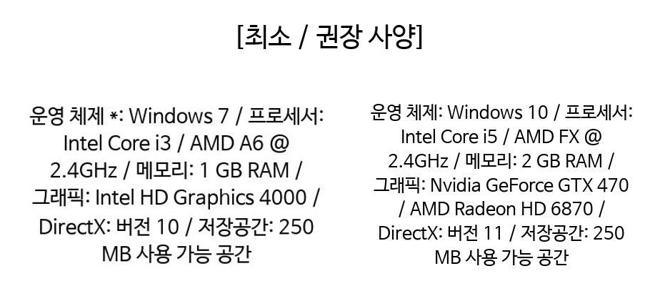 [최소 / 권장 사양]
운영 체제 *: Windows 7 / 프로세서:
Intel Core i3 / AMD A6 @
2.4GHz / 메모리: 1 GB RAM /
그래픽: Intel HD Graphics 4000 /
DirectX: 버전 10 / 저장공간: 250
MB 사용 가능 공간
운영 체제: Windows 10 / 프로세서:
Intel Core i5 / AMD FX @
2.4GHz / 메모리: 2 GB RAM /
그래픽: Nvidia GeForce GTX 470
/ AMD Radeon HD 6870 /
DirectX: 버전 11 / 저장공간: 250
MB 사용 가능 공간